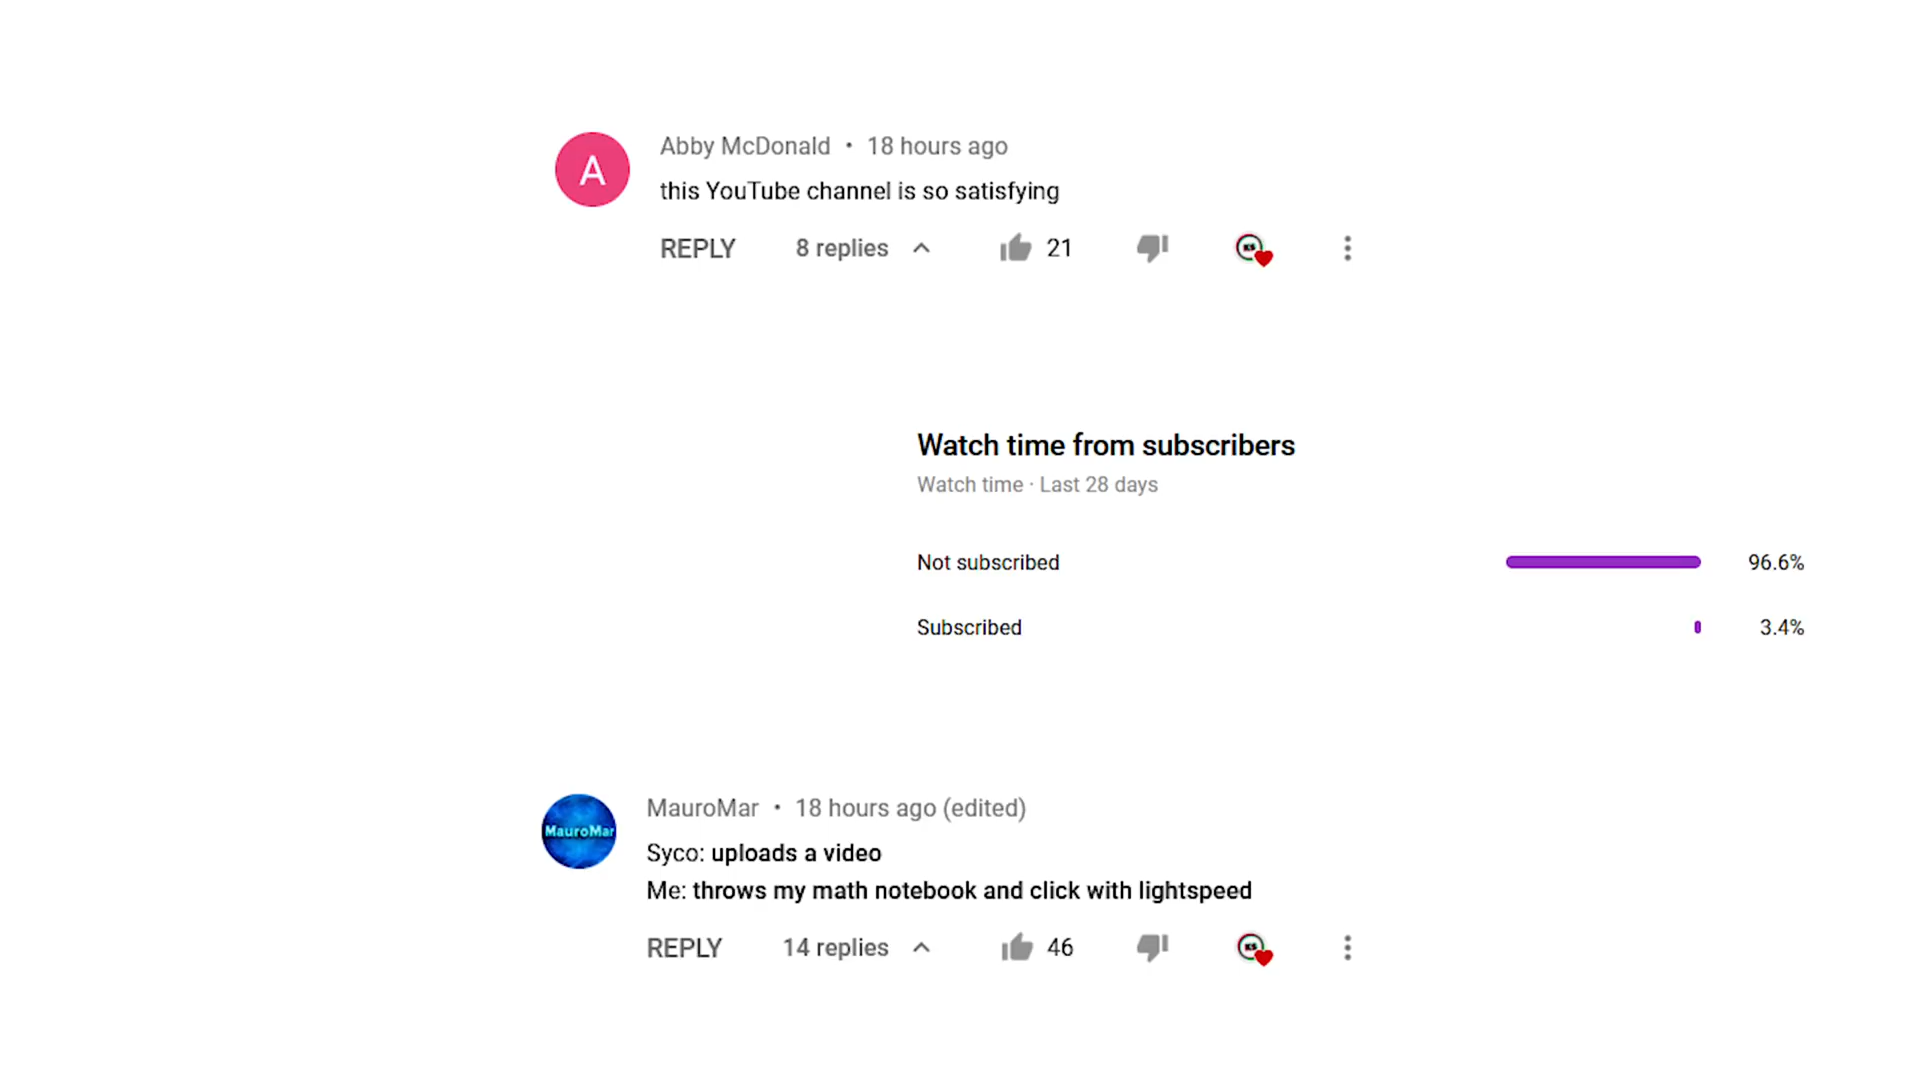 A
Abby McDonald • 18 hours ago
this YouTube channel is so satisfying
REPLY 8 replies 21 KS
Watch time from subscribers
Watch time · Last 28 days
Not subscribed 96.6%
Subscribed 3.4%
MauroMar
MauroMar • 18 hours ago (edited)
Syco: uploads a video
Me: throws my math notebook and click with lightspeed
REPLY 14 replies 46 KS